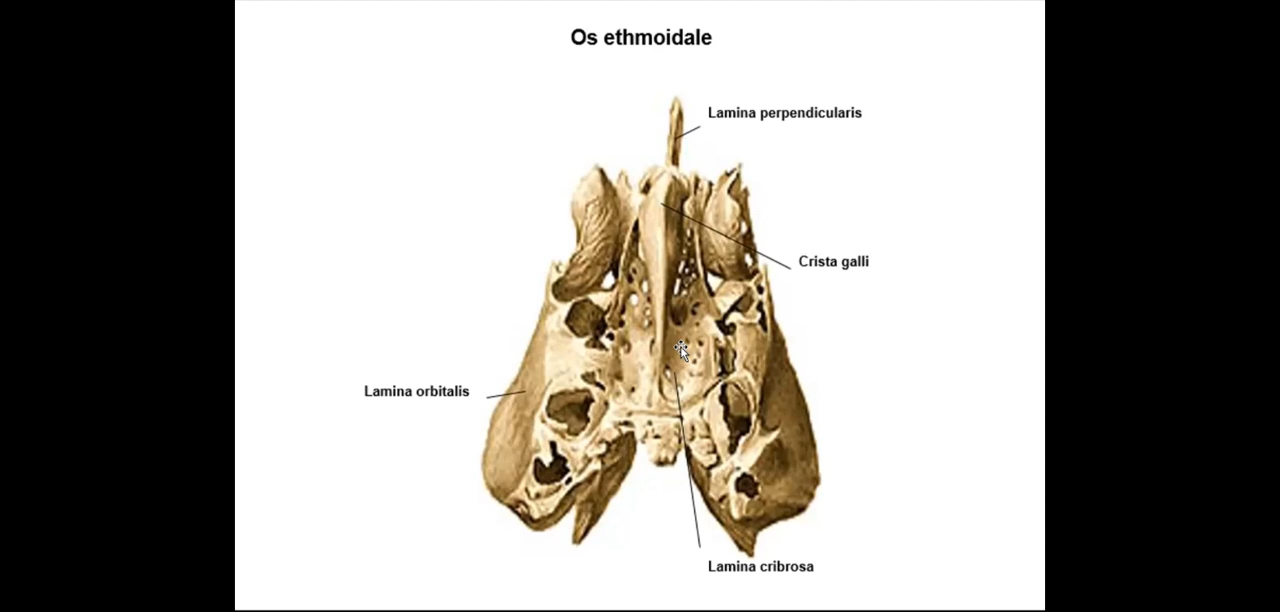 Os ethmoidale
Lamina perpendicularis
Crista galli
Lamina orbitalis
Lamina cribrosa